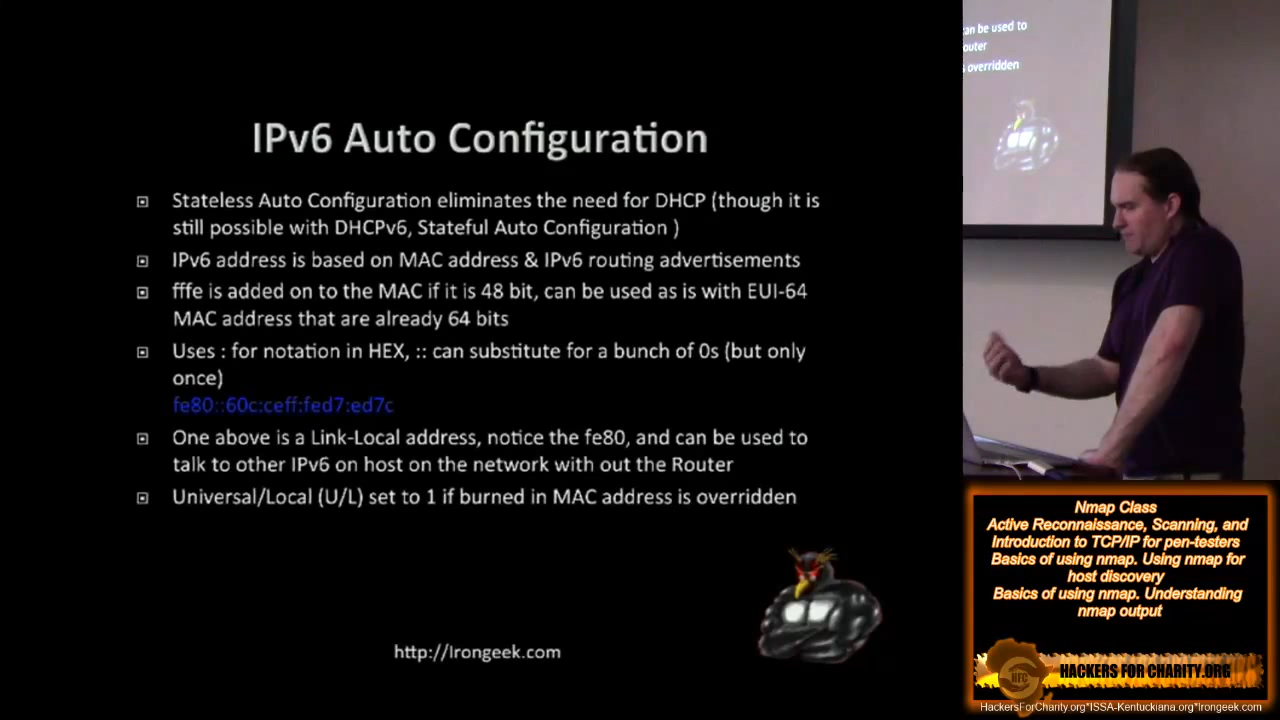 IPv6 Auto Configuration
Stateless Auto Configuration eliminates the need for DHCP (though it is
still possible with DHCPv6, Stateful Auto Configuration )
IPv6 address is based on MAC address & IPv6 routing advertisements
fffe is added on to the MAC if it is 48 bit, can be used as is with EUI-64
MAC address that are already 64 bits
Uses : for notation in HEX, :: can substitute for a bunch of 0s (but only
once)
fe80::60c:ceff:fed7:ed7c
One above is a Link-Local address, notice the fe80, and can be used to
talk to other IPv6 on host on the network with out the Router
Universal/Local (U/L) set to 1 if burned in MAC address is overridden
http://Irongeek.com
can be used to
outer
s overridden
Nmap Class
Active Reconnaissance, Scanning, and
Introduction to TCP/IP for pen-testers
Basics of using nmap. Using nmap for
host discovery
Basics of using nmap. Understanding
nmap output
HFC
HACKERS FOR CHARITY.ORG
HackersForCharity.org*ISSA-Kentuckiana.org*Irongeek.com